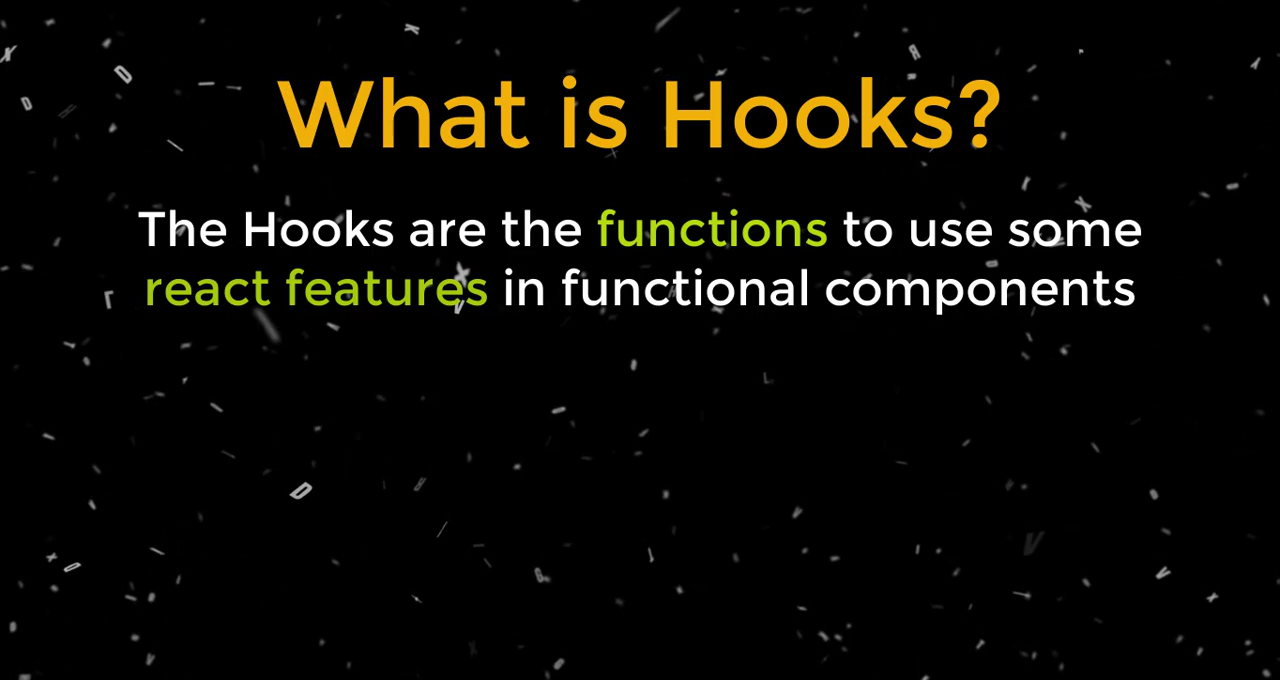 What is Hooks?
The Hooks are the functions to use some
react features in functional components